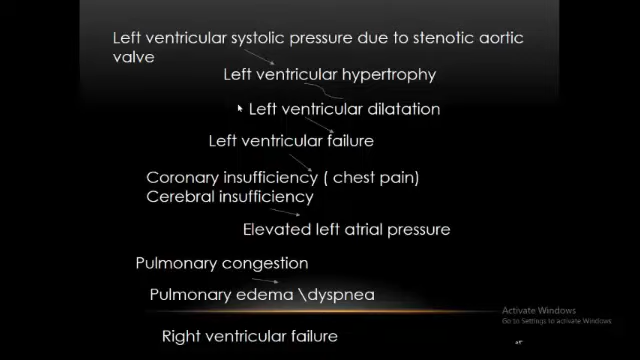 Left ventricular systolic pressure due to stenotic aortic
valve
Left ventricular hypertrophy
Left ventricular dilatation
Left ventricular failure
Coronary insufficiency ( chest pain)
Cerebral insufficiency
Elevated left atrial pressure
Pulmonary congestion
Pulmonary edema \dyspnea
Activate Windows
Go to Settings to activate Windows
Right ventricular failure